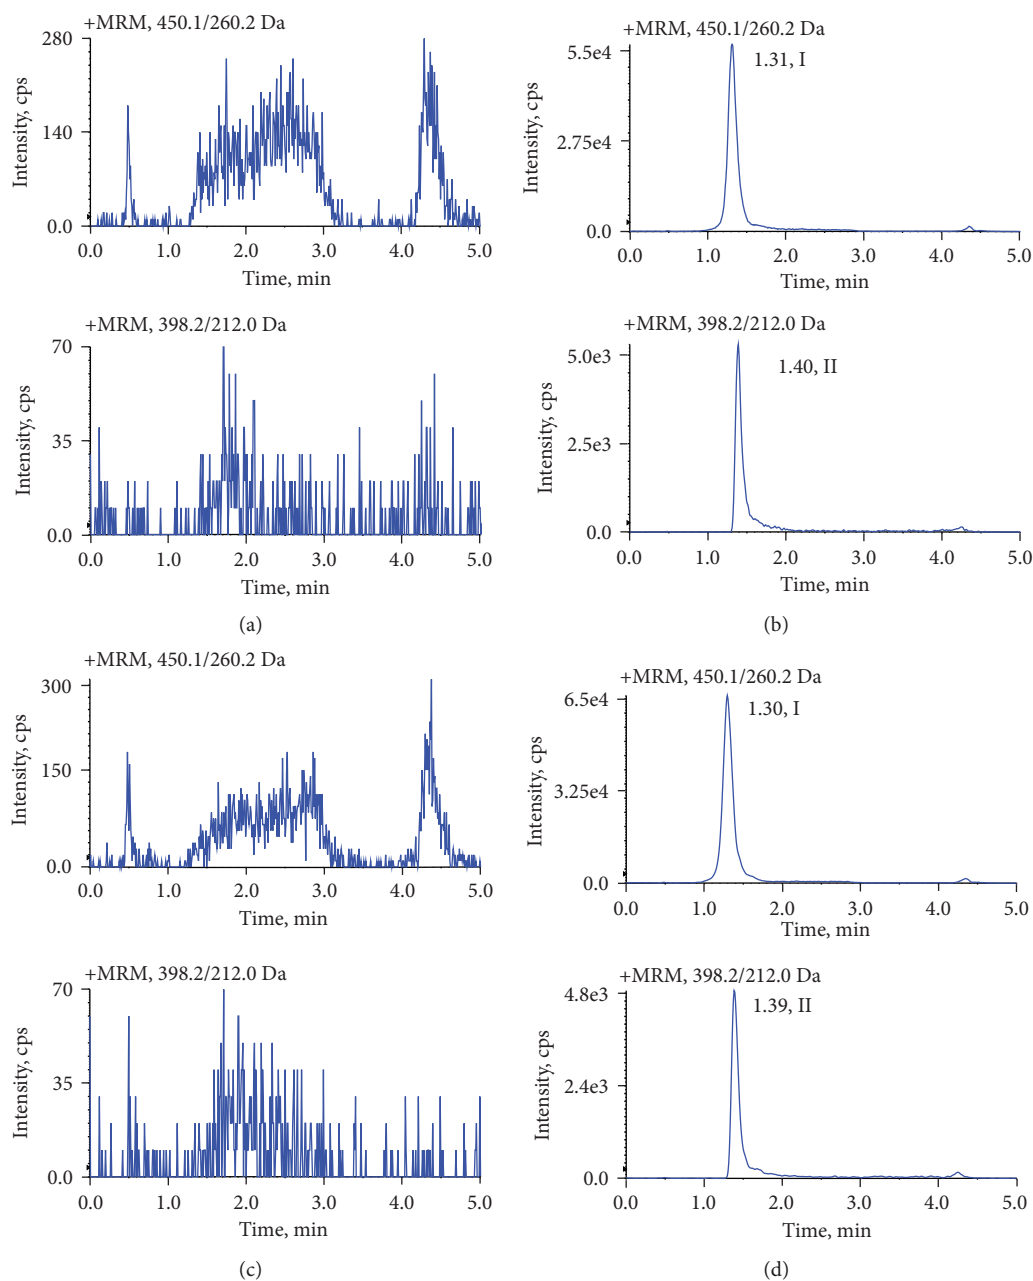 +MRM, 450.1/260.2 Da
280
140
0.0
Intensity, cps
0.0 1.0 2.0 3.0 4.0 5.0
Time, min
+MRM, 398.2/212.0 Da
70
35
0.0
Intensity, cps
0.0 1.0 2.0 3.0 4.0 5.0
Time, min
(a)
+MRM, 450.1/260.2 Da
1.31, I
5.5e4
2.75e4
0.0
Intensity, cps
0.0 1.0 2.0 3.0 4.0 5.0
Time, min
+MRM, 398.2/212.0 Da
1.40, II
5.0e3
2.5e3
0.0
Intensity, cps
0.0 1.0 2.0 3.0 4.0 5.0
Time, min
(b)
+MRM, 450.1/260.2 Da
300
150
0.0
Intensity, cps
0.0 1.0 2.0 3.0 4.0 5.0
Time, min
+MRM, 398.2/212.0 Da
70
35
0.0
Intensity, cps
0.0 1.0 2.0 3.0 4.0 5.0
Time, min
(c)
+MRM, 450.1/260.2 Da
1.30, I
6.5e4
3.25e4
0.0
Intensity, cps
0.0 1.0 2.0 3.0 4.0 5.0
Time, min
+MRM, 398.2/212.0 Da
1.39, II
4.8e3
2.4e3
0.0
Intensity, cps
0.0 1.0 2.0 3.0 4.0 5.0
Time, min
(d)